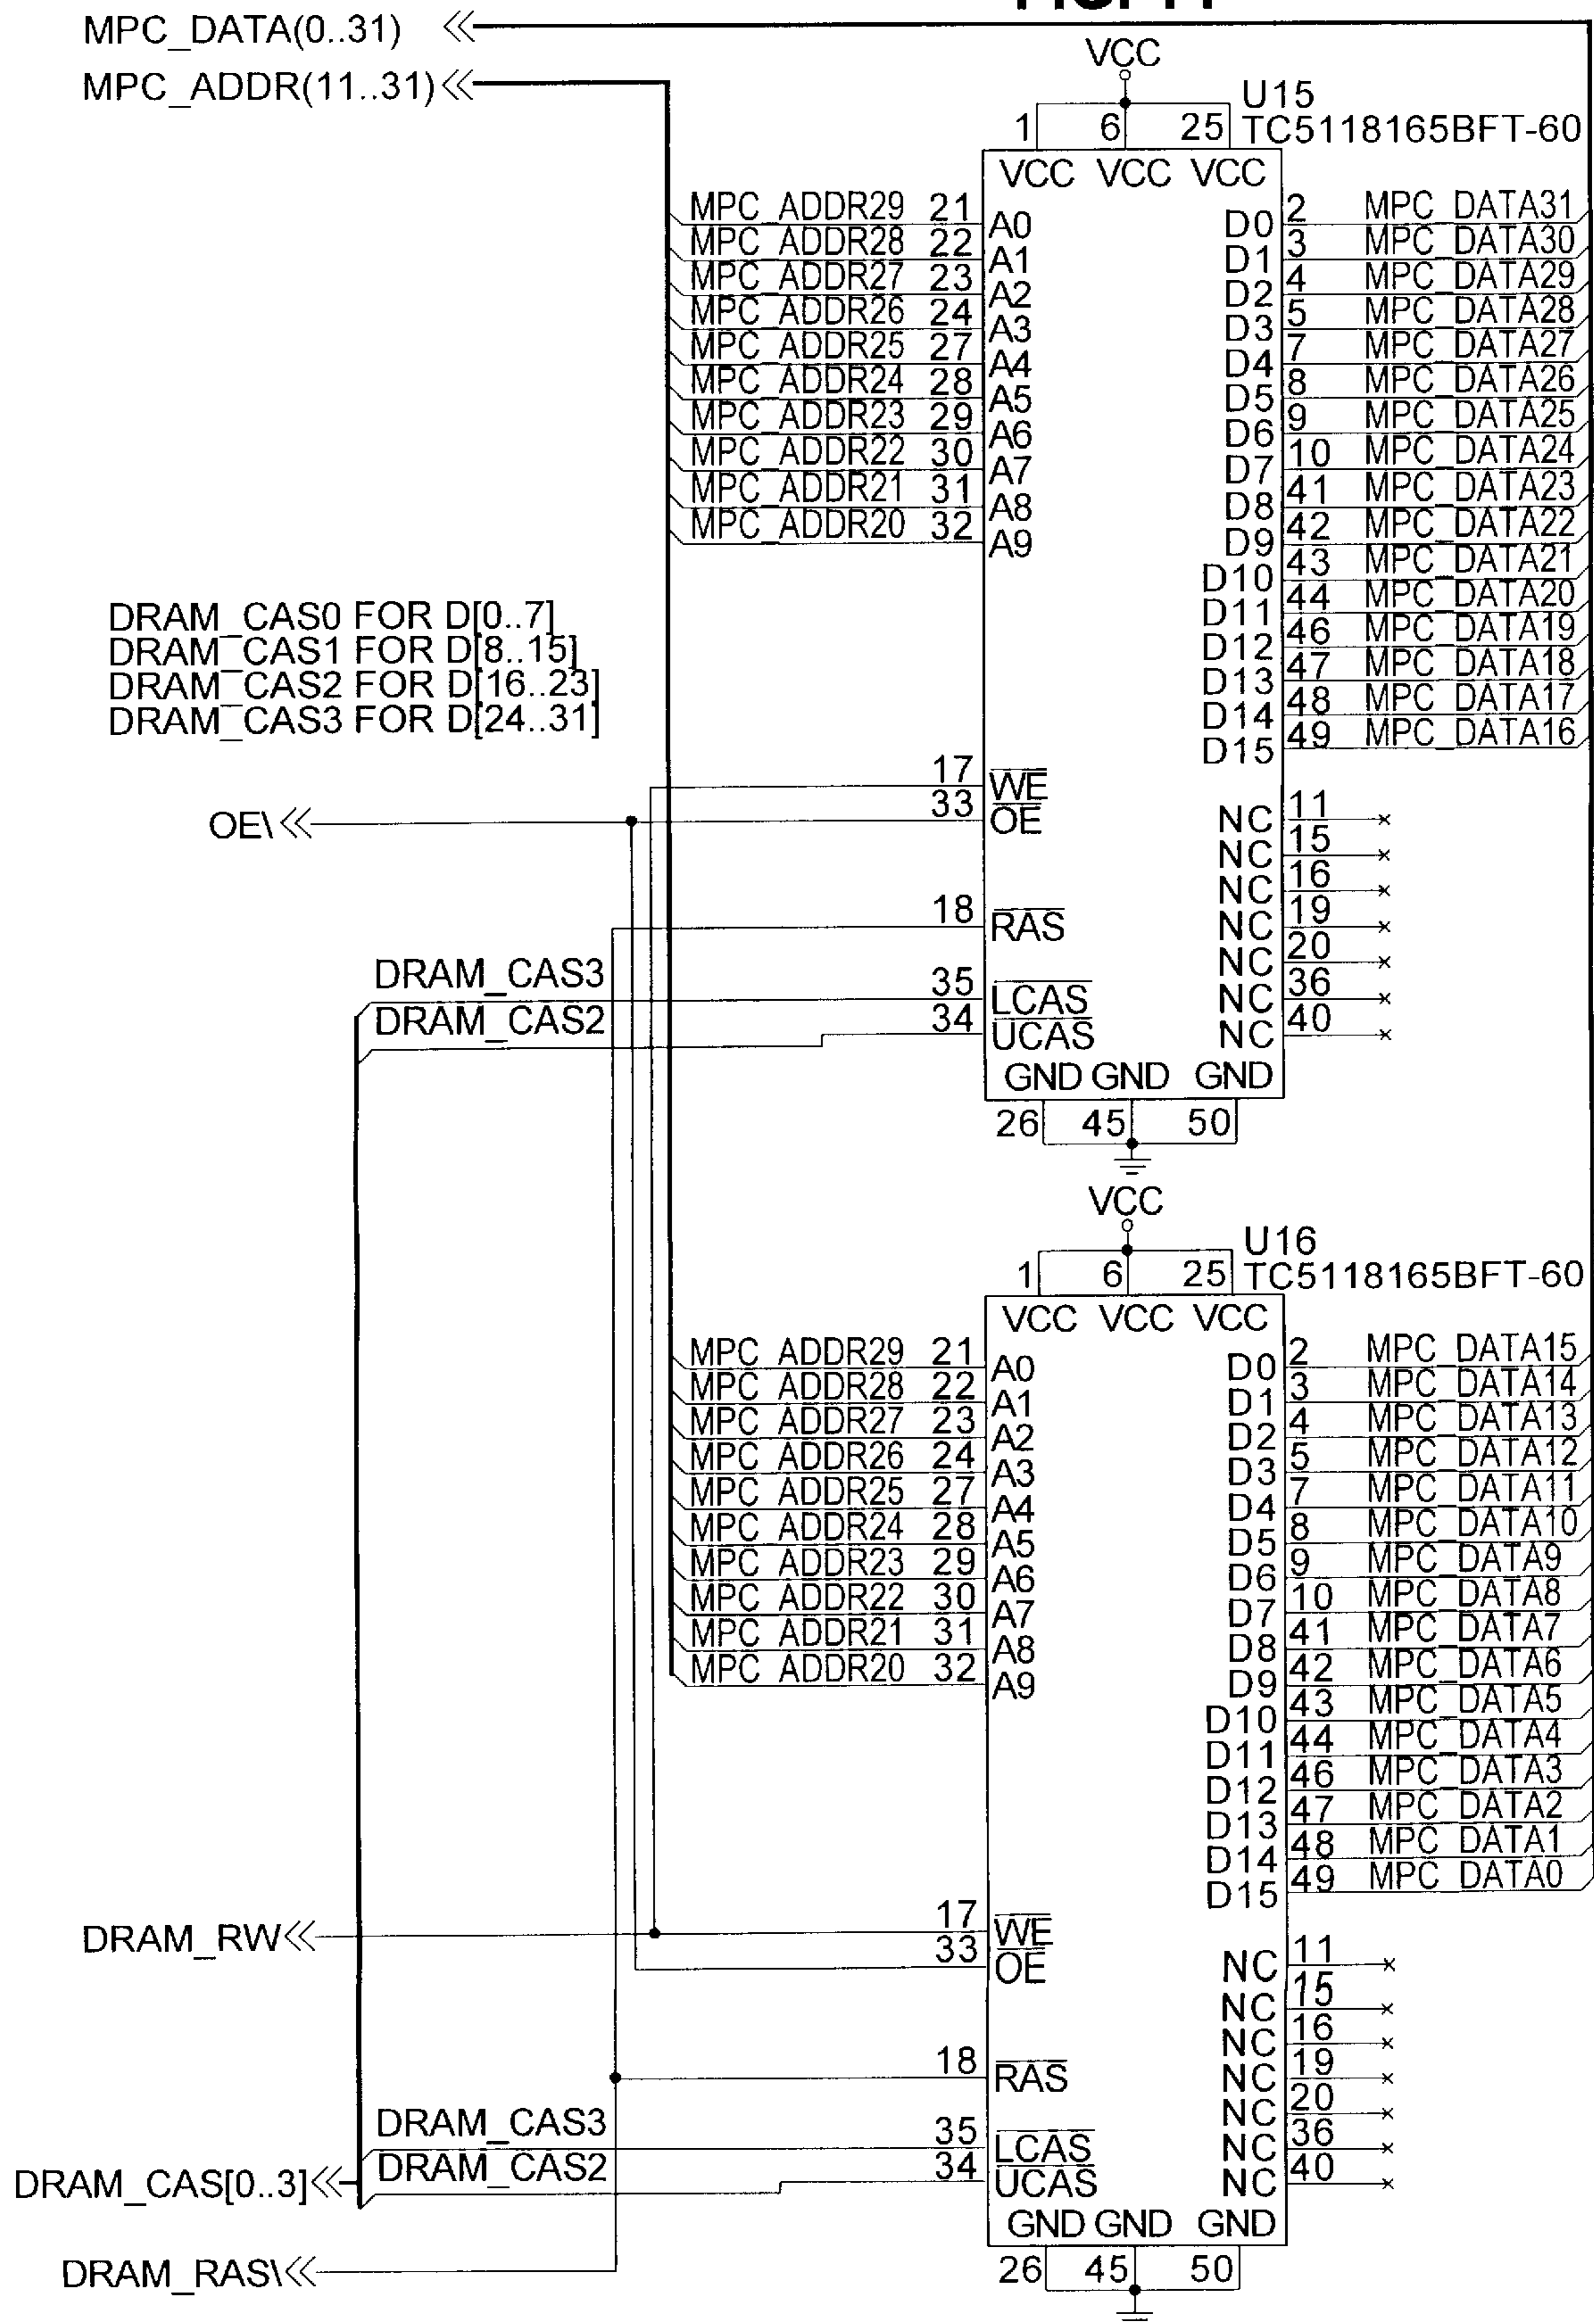 MPC_DATA(0..31)
MPC_ADDR(11..31)
VCC
U15
1 6 25 TC5118165BFT-60
VCC VCC VCC
MPC_ADDR29 21 A0 D0 2 MPC_DATA31
MPC_ADDR28 22 A1 D1 3 MPC_DATA30
MPC_ADDR27 23 A2 D2 4 MPC_DATA29
MPC_ADDR26 24 A3 D3 5 MPC_DATA28
MPC_ADDR25 27 A4 D4 7 MPC_DATA27
MPC_ADDR24 28 A5 D5 8 MPC_DATA26
MPC_ADDR23 29 A6 D6 9 MPC_DATA25
MPC_ADDR22 30 A7 D7 10 MPC_DATA24
MPC_ADDR21 31 A8 D8 41 MPC_DATA23
MPC_ADDR20 32 A9 D9 42 MPC_DATA22
D10 43 MPC_DATA21
D11 44 MPC_DATA20
D12 46 MPC_DATA19
D13 47 MPC_DATA18
D14 48 MPC_DATA17
D15 49 MPC_DATA16
DRAM_CAS0 FOR D[0..7]
DRAM_CAS1 FOR D[8..15]
DRAM_CAS2 FOR D[16..23]
DRAM_CAS3 FOR D[24..31]
17 WE
OE\ 33 OE NC 11
NC 15
NC 16
18 RAS NC 19
NC 20
DRAM_CAS3 35 LCAS NC 36
DRAM_CAS2 34 UCAS NC 40
GND GND GND
26 45 50
VCC
U16
1 6 25 TC5118165BFT-60
VCC VCC VCC
MPC_ADDR29 21 A0 D0 2 MPC_DATA15
MPC_ADDR28 22 A1 D1 3 MPC_DATA14
MPC_ADDR27 23 A2 D2 4 MPC_DATA13
MPC_ADDR26 24 A3 D3 5 MPC_DATA12
MPC_ADDR25 27 A4 D4 7 MPC_DATA11
MPC_ADDR24 28 A5 D5 8 MPC_DATA10
MPC_ADDR23 29 A6 D6 9 MPC_DATA9
MPC_ADDR22 30 A7 D7 10 MPC_DATA8
MPC_ADDR21 31 A8 D8 41 MPC_DATA7
MPC_ADDR20 32 A9 D9 42 MPC_DATA6
D10 43 MPC_DATA5
D11 44 MPC_DATA4
D12 46 MPC_DATA3
D13 47 MPC_DATA2
D14 48 MPC_DATA1
D15 49 MPC_DATA0
DRAM_RW 17 WE
33 OE NC 11
NC 15
NC 16
18 RAS NC 19
NC 20
DRAM_CAS3 35 LCAS NC 36
DRAM_CAS[0..3] DRAM_CAS2 34 UCAS NC 40
GND GND GND
DRAM_RAS\ 26 45 50